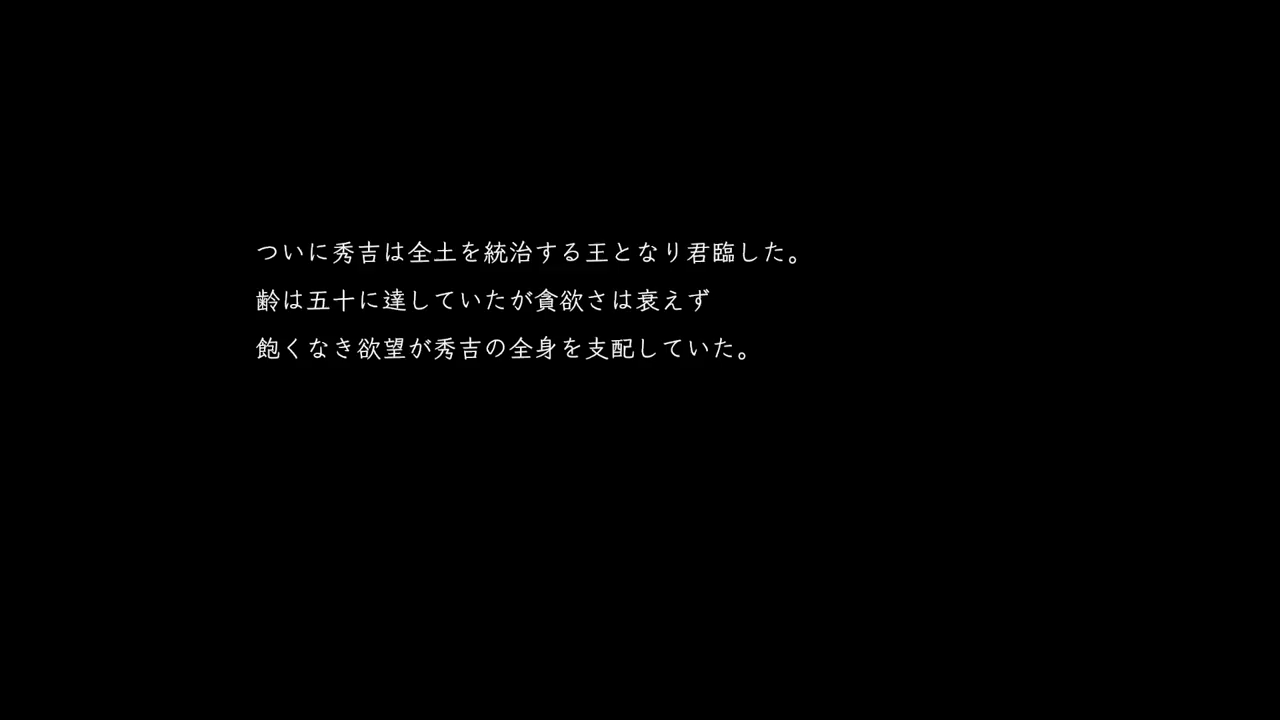 ついに秀吉は全土を統治する王となり君臨した。
齢は五十に達していたが貪欲さは衰えず
飽くなき欲望が秀吉の全身を支配していた。